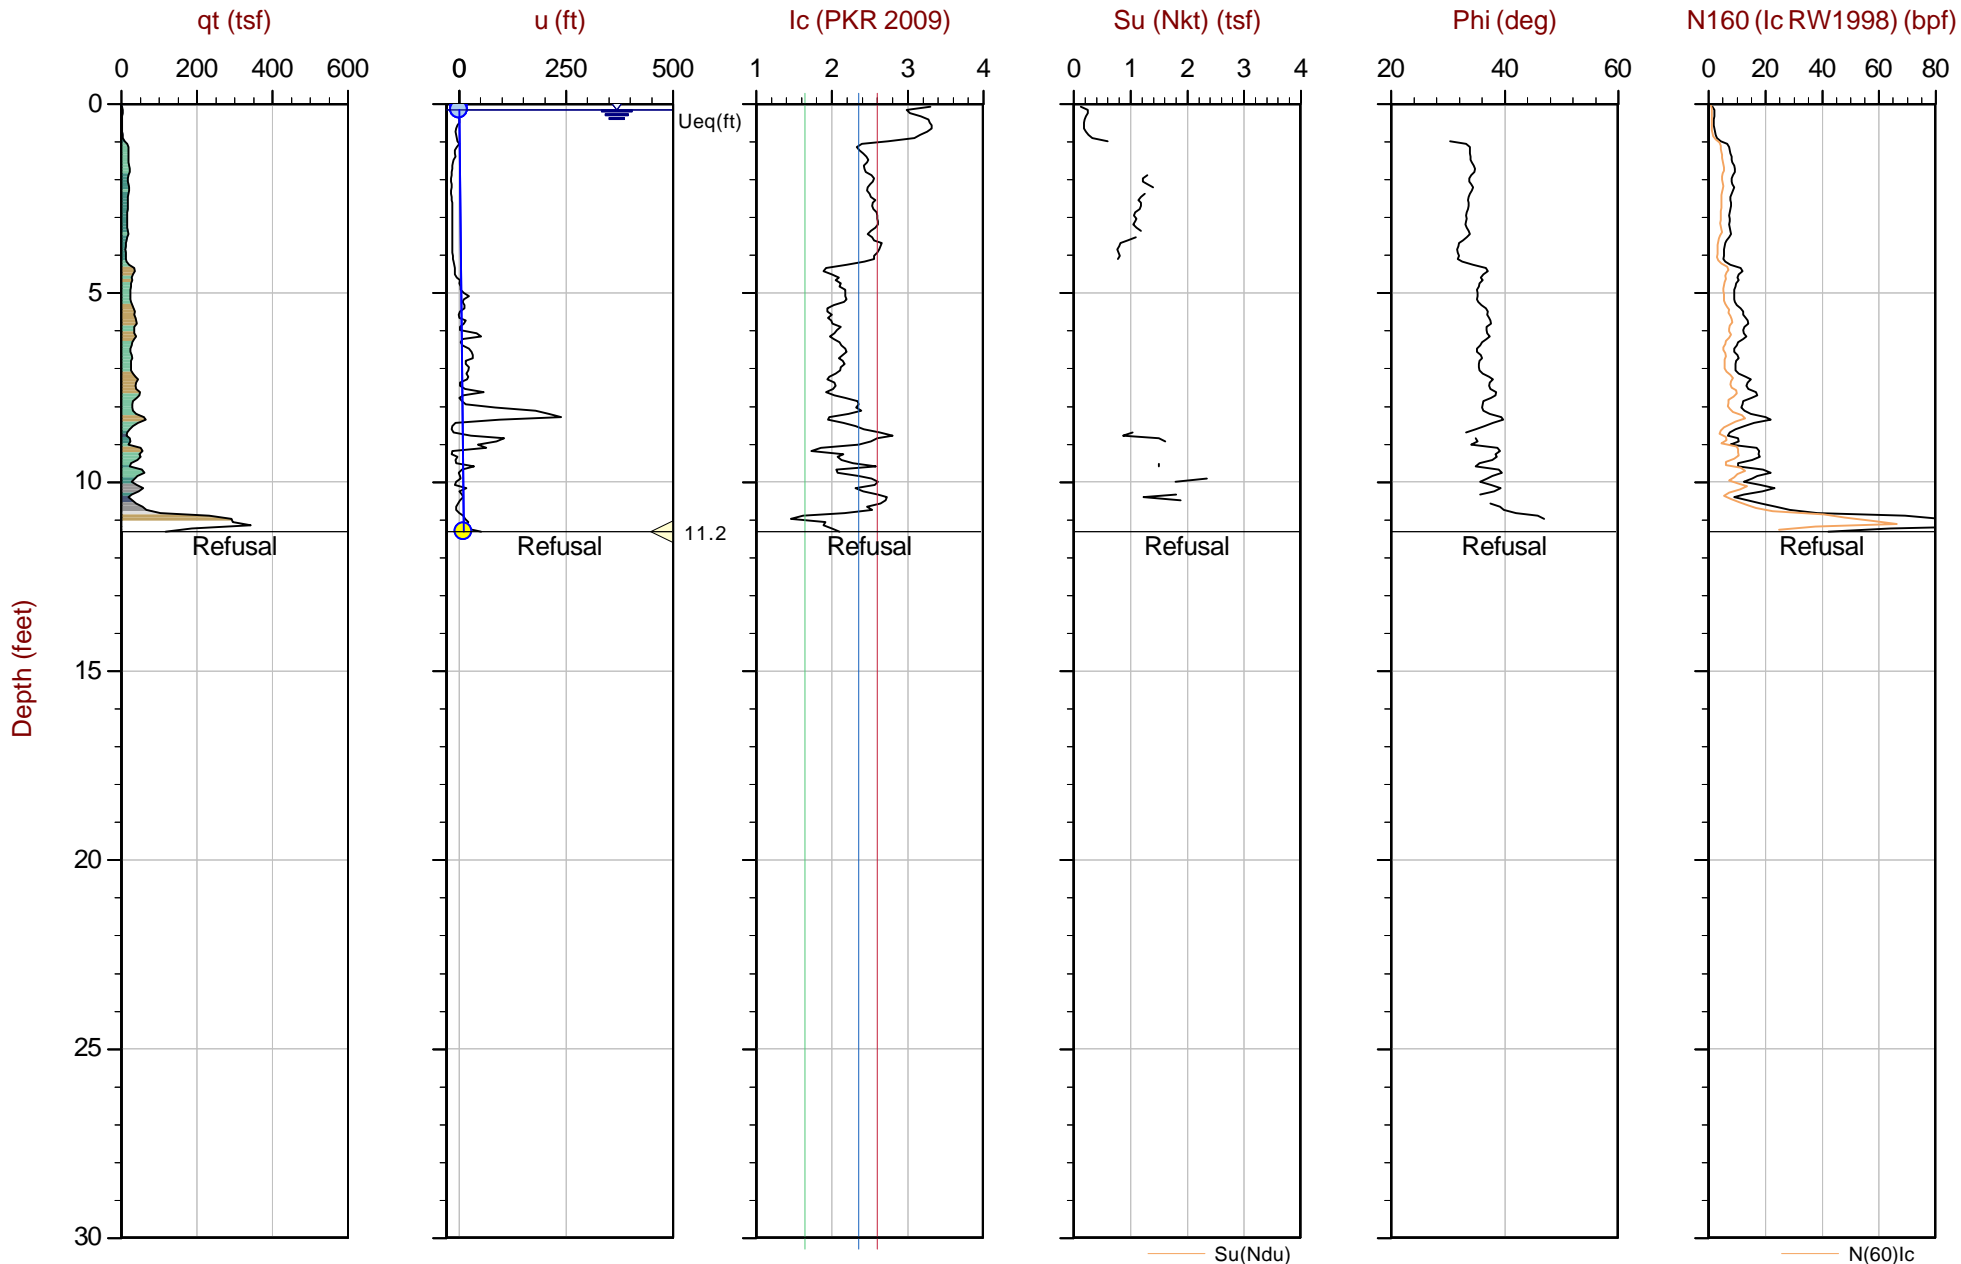 qt (tsf) u (ft) Ic (PKR 2009) Su (Nkt) (tsf) Phi (deg) N160 (Ic RW1998) (bpf)
0 200 400 600 0 250 500 1 2 3 4 0 1 2 3 4 20 40 60 0 20 40 60 80
0
Ueq(ft)
5
10
11.2
Refusal Refusal Refusal Refusal Refusal Refusal
Depth (feet)
15
20
25
30
Su(Ndu) N(60)Ic